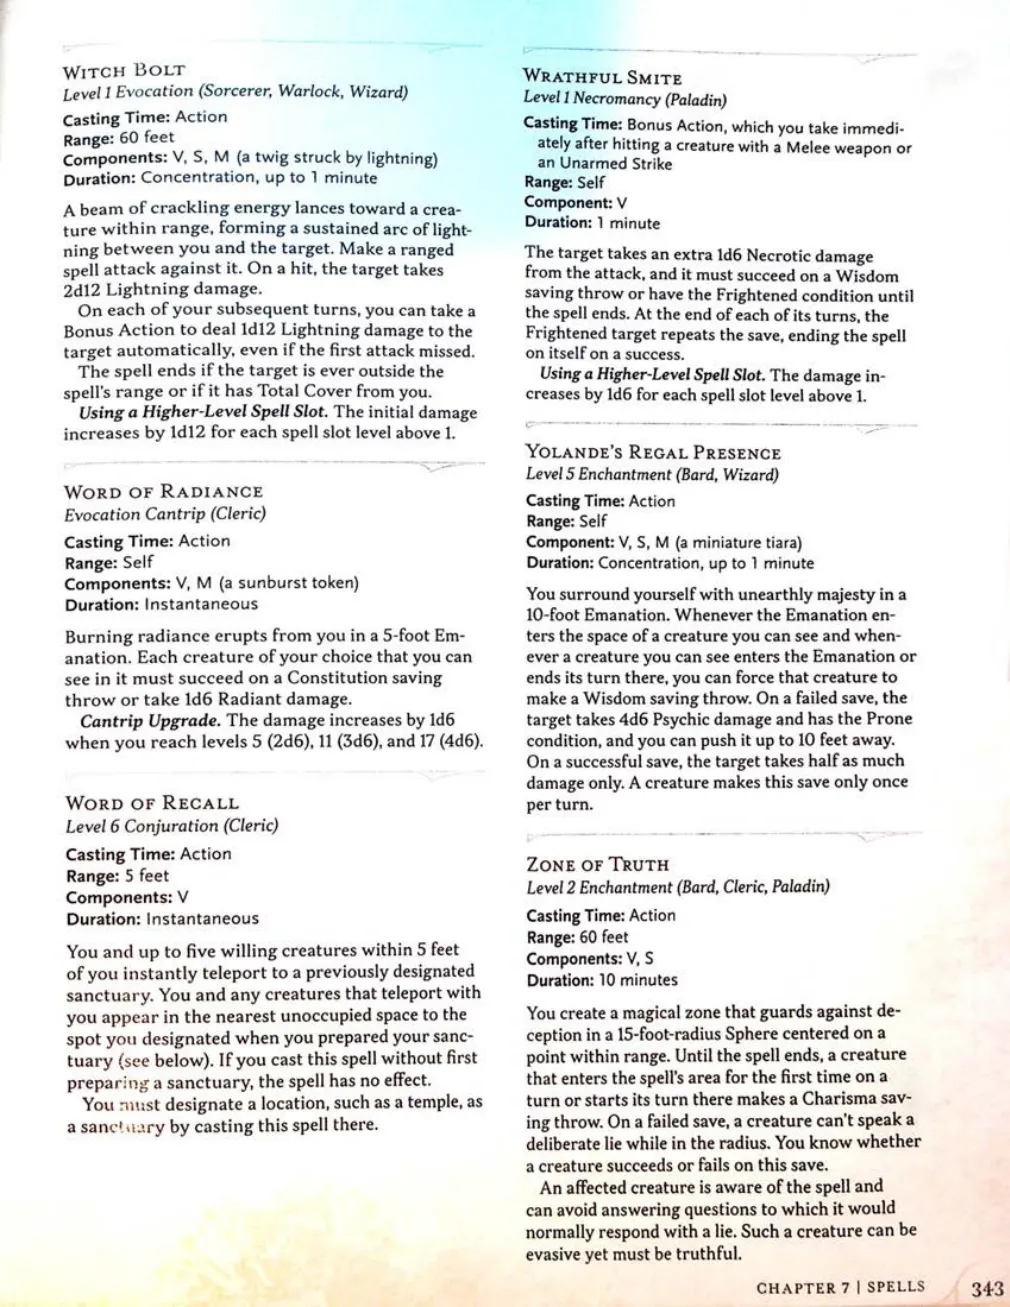 WITCH BOLT
Level 1 Evocation (Sorcerer, Warlock, Wizard)
Casting Time: Action
Range: 60 feet
Components: V, S, M (a twig struck by lightning)
Duration: Concentration, up to 1 minute
A beam of crackling energy lances toward a crea-
ture within range, forming a sustained arc of light-
ning between you and the target. Make a ranged
spell attack against it. On a hit, the target takes
2d12 Lightning damage.
On each of your subsequent turns, you can take a
Bonus Action to deal 1d12 Lightning damage to the
target automatically, even if the first attack missed.
The spell ends if the target is ever outside the
spell's range or if it has Total Cover from you.
Using a Higher-Level Spell Slot. The initial damage
increases by 1d12 for each spell slot level above 1.
WORD OF RADIANCE
Evocation Cantrip (Cleric)
Casting Time: Action
Range: Self
Components: V, M (a sunburst token)
Duration: Instantaneous
Burning radiance erupts from you in a 5-foot Em-
anation. Each creature of your choice that you can
see in it must succeed on a Constitution saving
throw or take 1d6 Radiant damage.
Cantrip Upgrade. The damage increases by 1d6
when you reach levels 5 (2d6), 11 (3d6), and 17 (4d6).
WORD OF RECALL
Level 6 Conjuration (Cleric)
Casting Time: Action
Range: 5 feet
Components: V
Duration: Instantaneous
You and up to five willing creatures within 5 feet
of you instantly teleport to a previously designated
sanctuary. You and any creatures that teleport with
you appear in the nearest unoccupied space to the
spot you designated when you prepared your sanc-
tuary (see below). If you cast this spell without first
preparing a sanctuary, the spell has no effect.
You must designate a location, such as a temple, as
a sanctuary by casting this spell there.
WRATHFUL SMITE
Level 1 Necromancy (Paladin)
Casting Time: Bonus Action, which you take immedi-
ately after hitting a creature with a Melee weapon or
an Unarmed Strike
Range: Self
Component: V
Duration: 1 minute
The target takes an extra 1d6 Necrotic damage
from the attack, and it must succeed on a Wisdom
saving throw or have the Frightened condition until
the spell ends. At the end of each of its turns, the
Frightened target repeats the save, ending the spell
on itself on a success.
Using a Higher-Level Spell Slot. The damage in-
creases by 1d6 for each spell slot level above 1.
YOLANDE'S REGAL PRESENCE
Level 5 Enchantment (Bard, Wizard)
Casting Time: Action
Range: Self
Component: V, S, M (a miniature tiara)
Duration: Concentration, up to 1 minute
You surround yourself with unearthly majesty in a
10-foot Emanation. Whenever the Emanation en-
ters the space of a creature you can see and when-
ever a creature you can see enters the Emanation or
ends its turn there, you can force that creature to
make a Wisdom saving throw. On a failed save, the
target takes 4d6 Psychic damage and has the Prone
condition, and you can push it up to 10 feet away.
On a successful save, the target takes half as much
damage only. A creature makes this save only once
per turn.
ZONE OF TRUTH
Level 2 Enchantment (Bard, Cleric, Paladin)
Casting Time: Action
Range: 60 feet
Components: V, S
Duration: 10 minutes
You create a magical zone that guards against de-
ception in a 15-foot-radius Sphere centered on a
point within range. Until the spell ends, a creature
that enters the spell's area for the first time on a
turn or starts its turn there makes a Charisma sav-
ing throw. On a failed save, a creature can't speak a
deliberate lie while in the radius. You know whether
a creature succeeds or fails on this save.
An affected creature is aware of the spell and
can avoid answering questions to which it would
normally respond with a lie. Such a creature can be
evasive yet must be truthful.
CHAPTER 7 | SPELLS 343